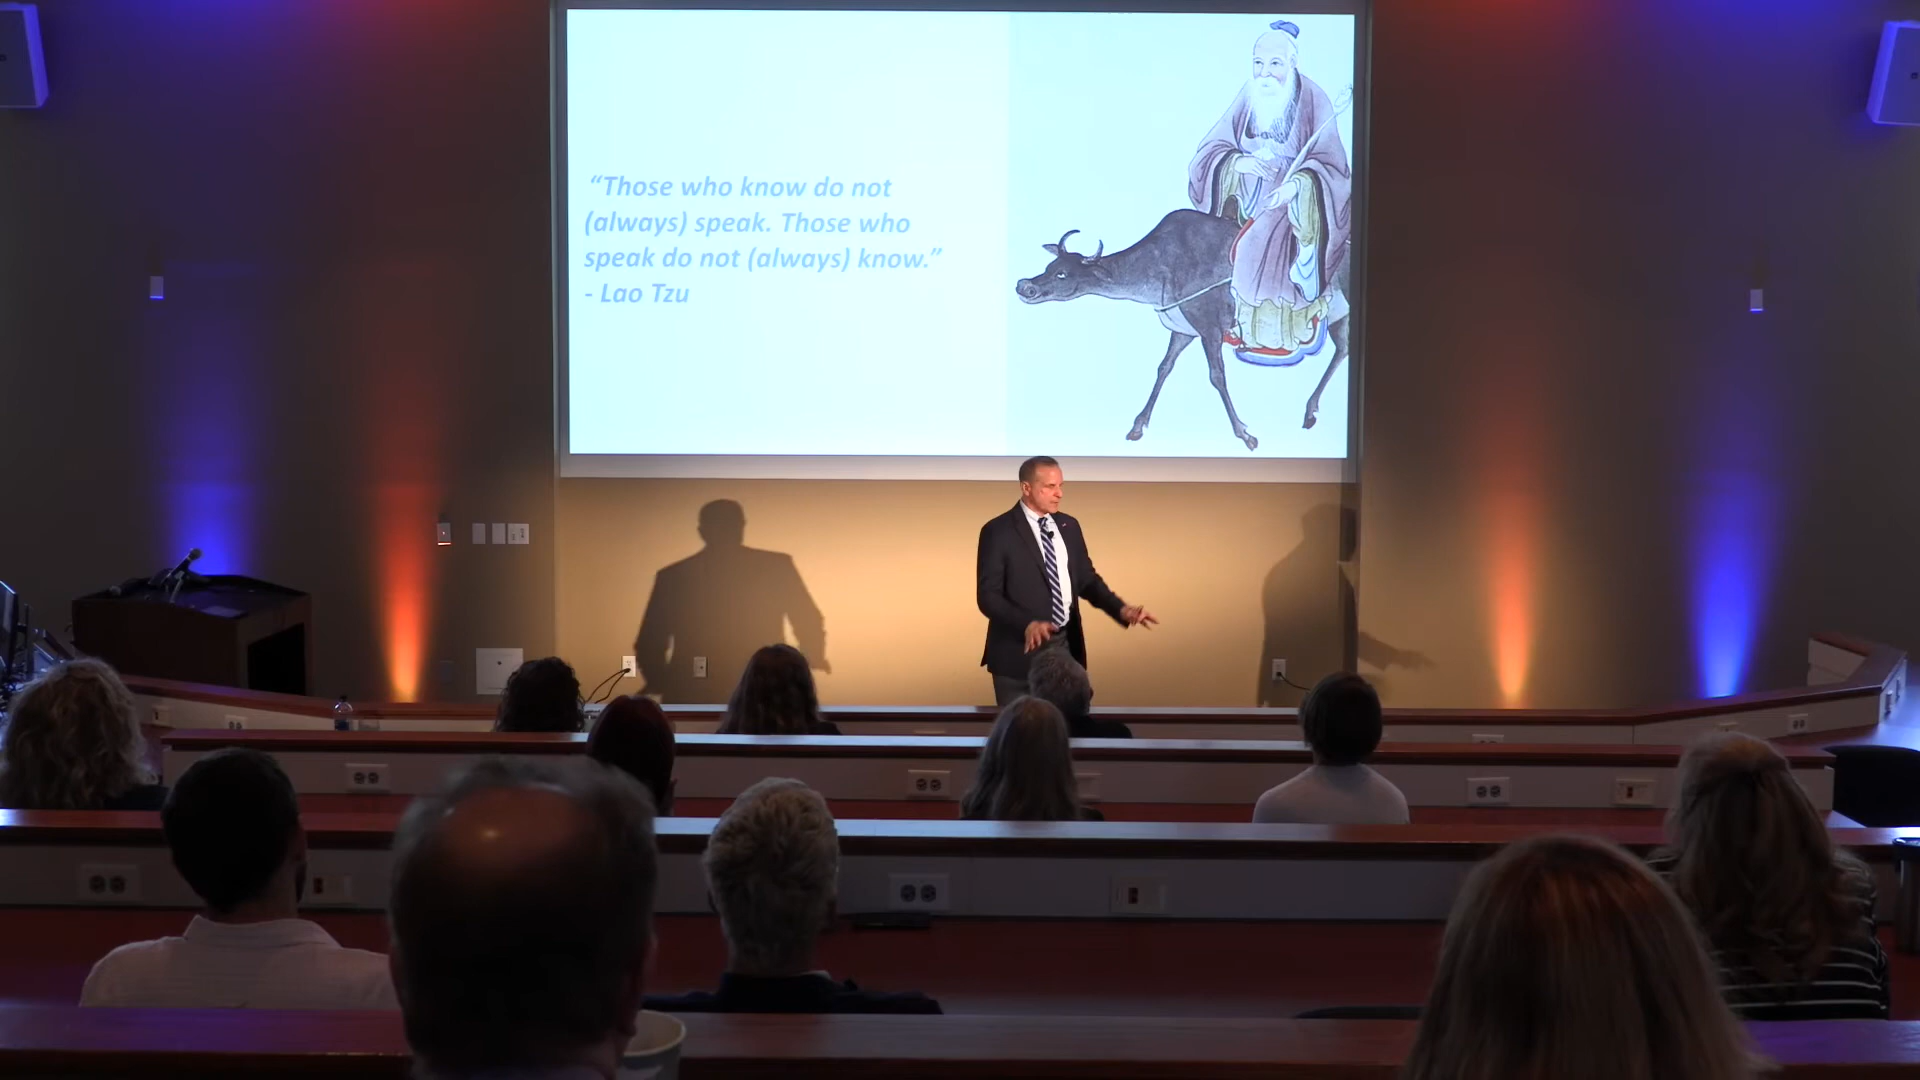 “Those who know do not
(always) speak. Those who
speak do not (always) know.”
- Lao Tzu